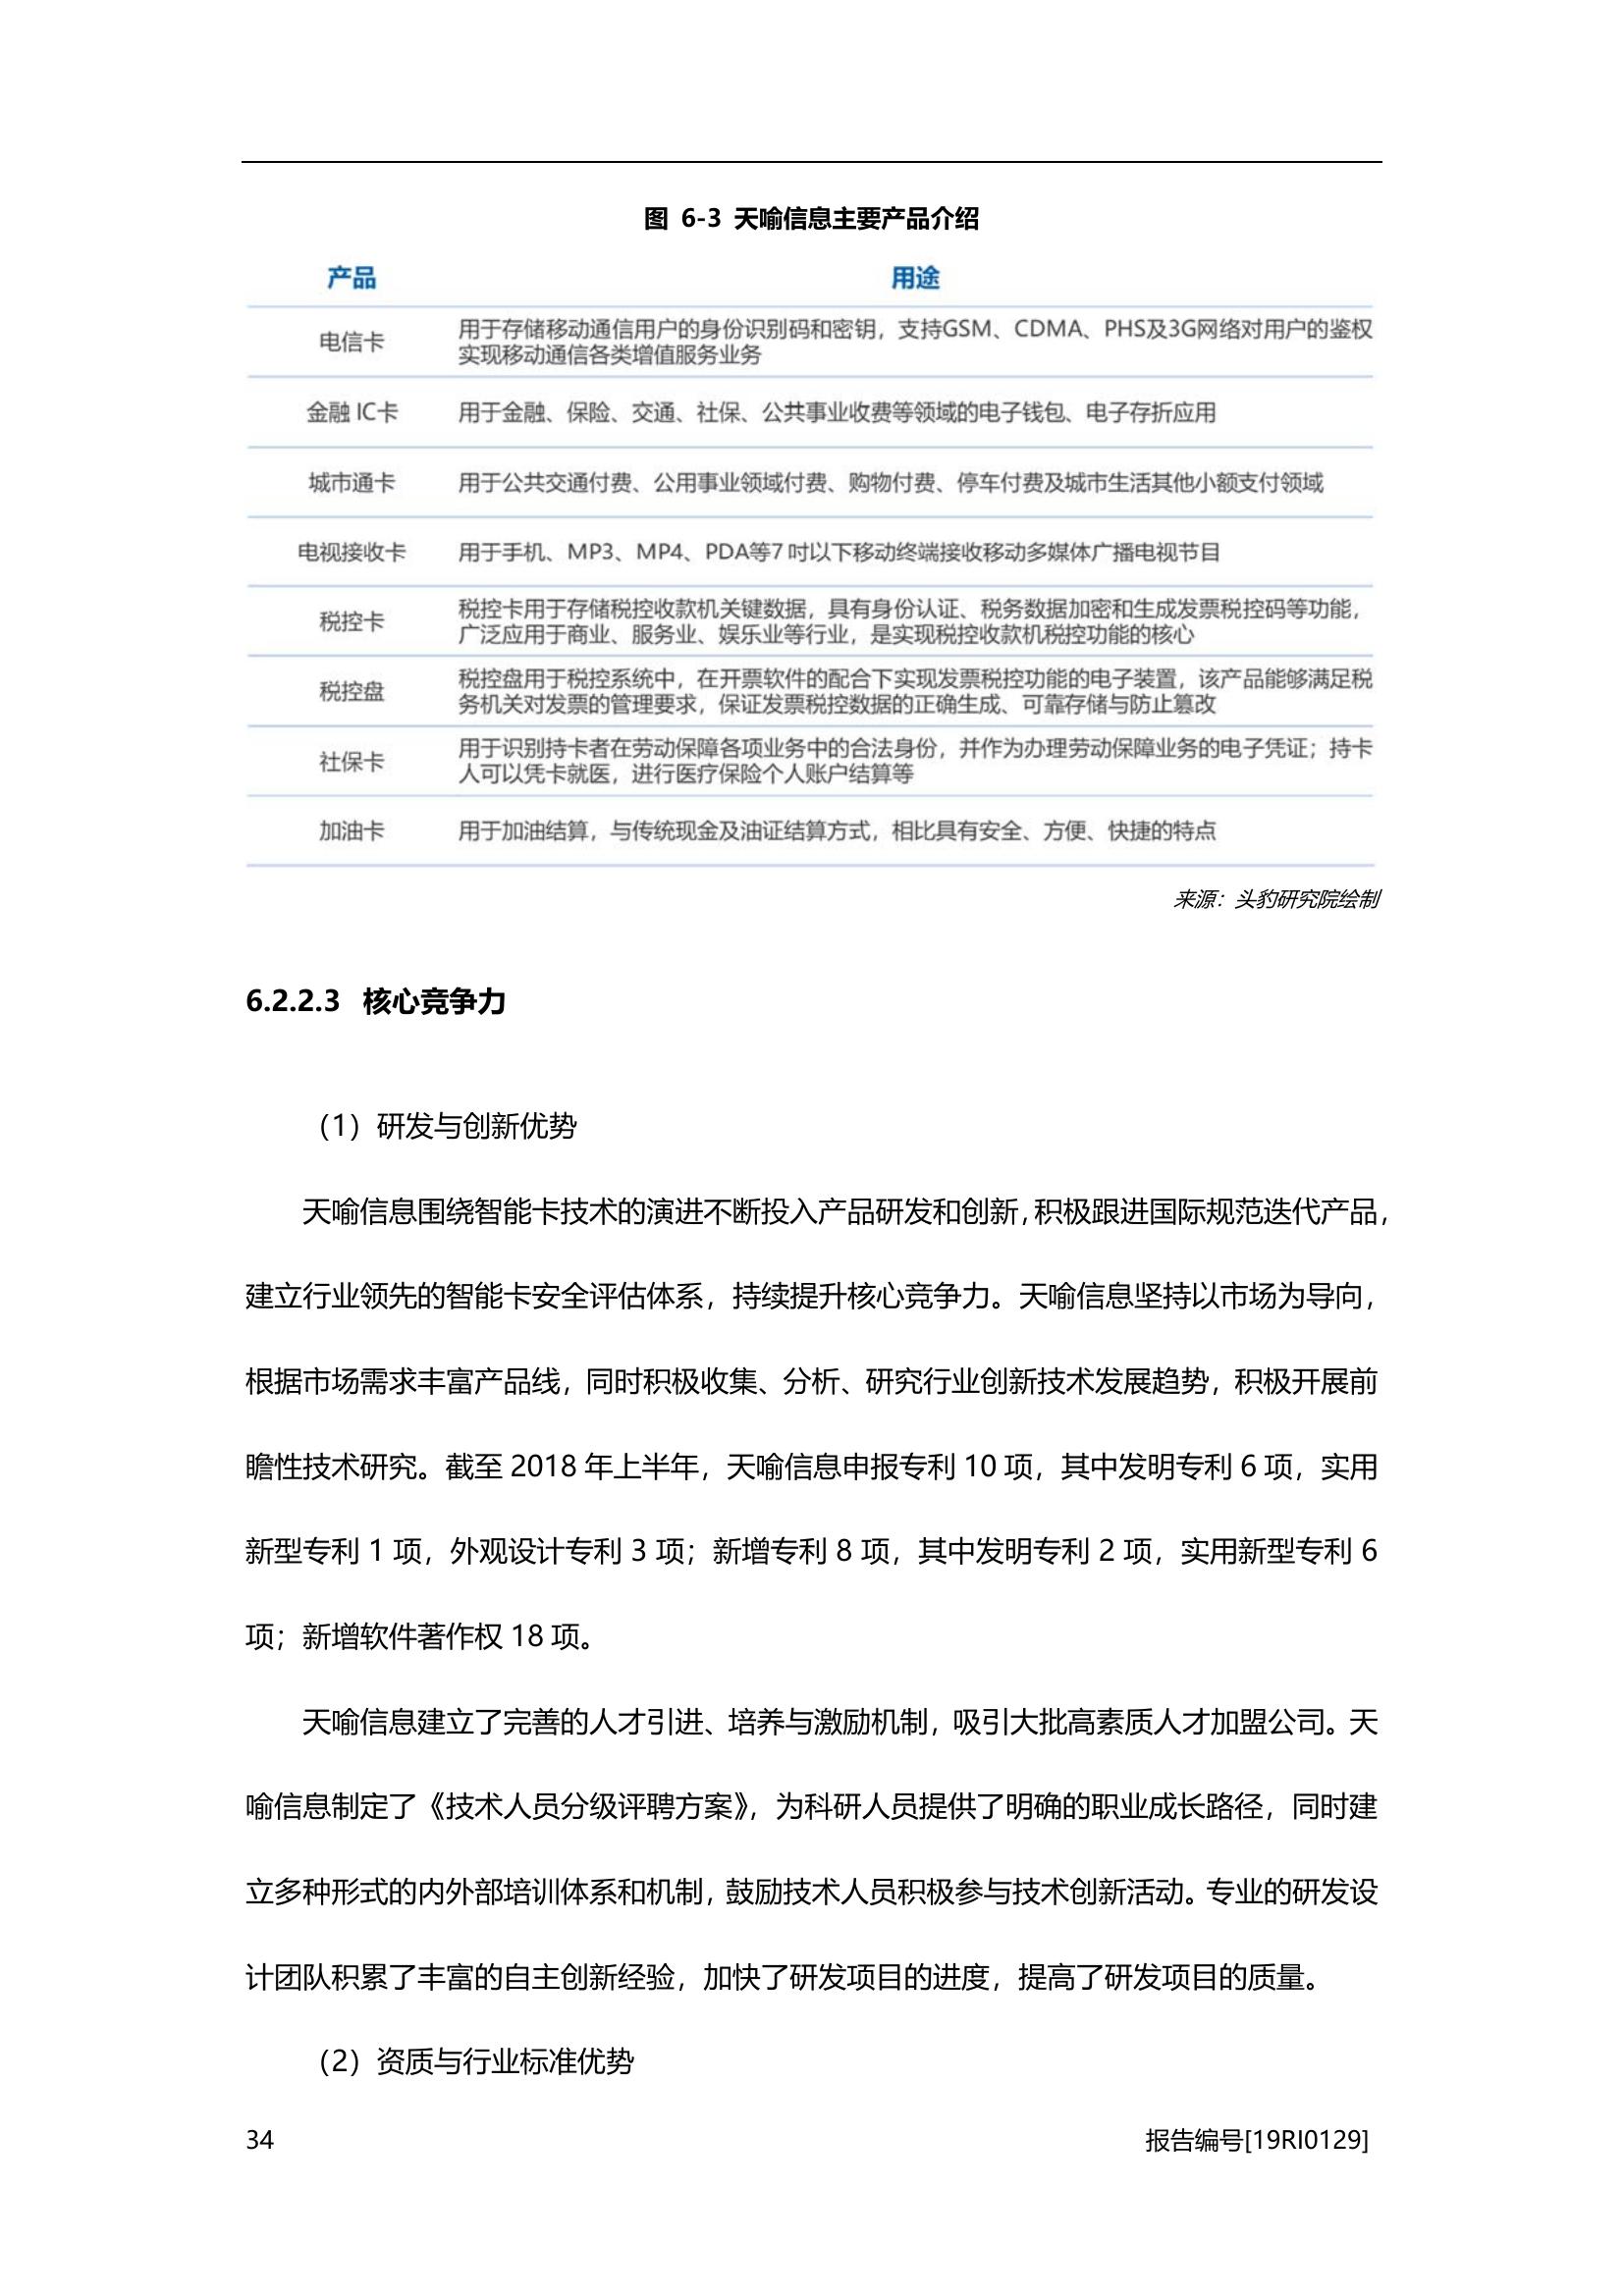 图 6-3 天喻信息主要产品介绍
产品 用途
电信卡 用于存储移动通信用户的身份识别码和密钥，支持GSM、CDMA、PHS及3G网络对用户的鉴权
实现移动通信各类增值服务业务
金融 IC卡 用于金融、保险、交通、社保、公共事业收费等领域的电子钱包、电子存折应用
城市通卡 用于公共交通付费、公用事业领域付费、购物付费、停车付费及城市生活其他小额支付领域
电视接收卡 用于手机、MP3、MP4、PDA等7 吋以下移动终端接收移动多媒体广播电视节目
税控卡 税控卡用于存储税控收款机关键数据，具有身份认证、税务数据加密和生成发票税控码等功能，
广泛应用于商业、服务业、娱乐业等行业，是实现税控收款机税控功能的核心
税控盘 税控盘用于税控系统中，在开票软件的配合下实现发票税控功能的电子装置，该产品能够满足税
务机关对发票的管理要求，保证发票税控数据的正确生成、可靠存储与防止篡改
社保卡 用于识别持卡者在劳动保障各项业务中的合法身份，并作为办理劳动保障业务的电子凭证；持卡
人可以凭卡就医，进行医疗保险个人账户结算等
加油卡 用于加油结算，与传统现金及油证结算方式，相比具有安全、方便、快捷的特点
来源：头豹研究院绘制
6.2.2.3 核心竞争力
（1）研发与创新优势
天喻信息围绕智能卡技术的演进不断投入产品研发和创新，积极跟进国际规范迭代产品，
建立行业领先的智能卡安全评估体系，持续提升核心竞争力。天喻信息坚持以市场为导向，
根据市场需求丰富产品线，同时积极收集、分析、研究行业创新技术发展趋势，积极开展前
瞻性技术研究。截至 2018 年上半年，天喻信息申报专利 10 项，其中发明专利 6 项，实用
新型专利 1 项，外观设计专利 3 项；新增专利 8 项，其中发明专利 2 项，实用新型专利 6
项；新增软件著作权 18 项。
天喻信息建立了完善的人才引进、培养与激励机制，吸引大批高素质人才加盟公司。天
喻信息制定了《技术人员分级评聘方案》，为科研人员提供了明确的职业成长路径，同时建
立多种形式的内外部培训体系和机制，鼓励技术人员积极参与技术创新活动。专业的研发设
计团队积累了丰富的自主创新经验，加快了研发项目的进度，提高了研发项目的质量。
（2）资质与行业标准优势
34 报告编号[19RI0129]